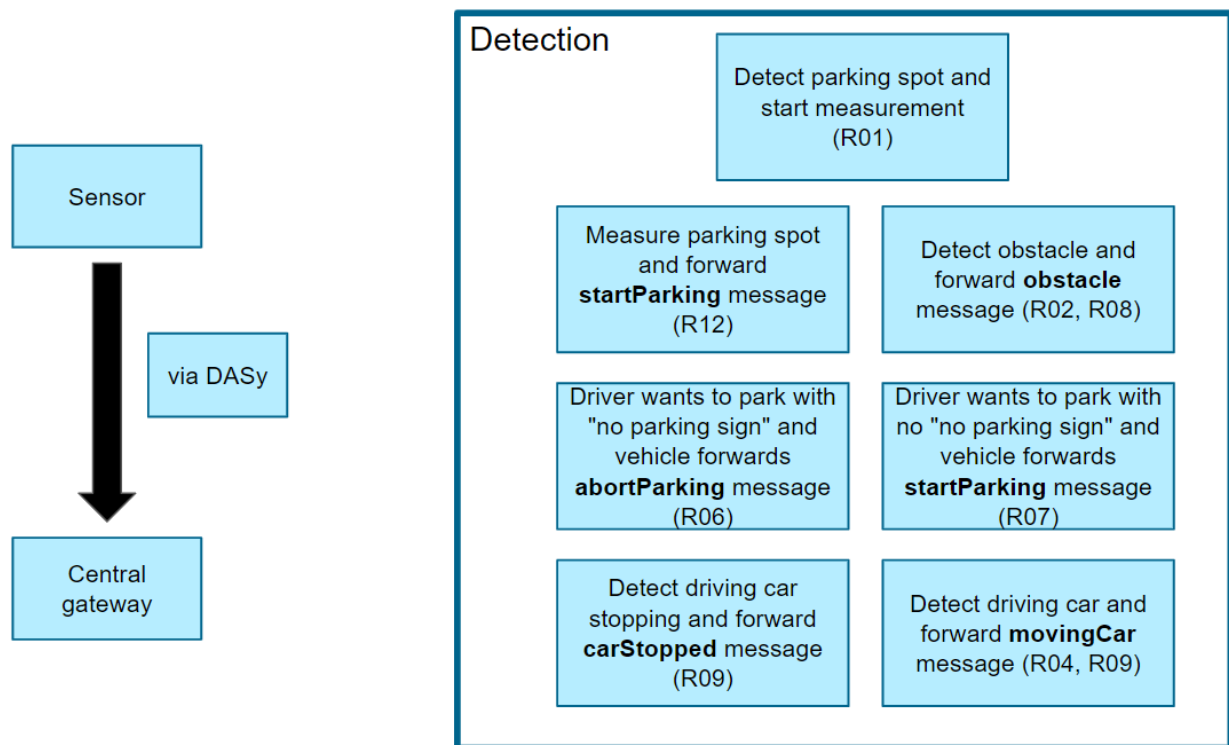 Sensor
via DASy
Central
gateway
Detection
Detect parking spot and
start measurement
(R01)
Measure parking spot
and forward
startParking message
(R12)
Detect obstacle and
forward obstacle
message (R02, R08)
Driver wants to park with
"no parking sign" and
vehicle forwards
abortParking message
(R06)
Driver wants to park with
no "no parking sign" and
vehicle forwards
startParking message
(R07)
Detect driving car
stopping and forward
carStopped message
(R09)
Detect driving car and
forward movingCar
message (R04, R09)